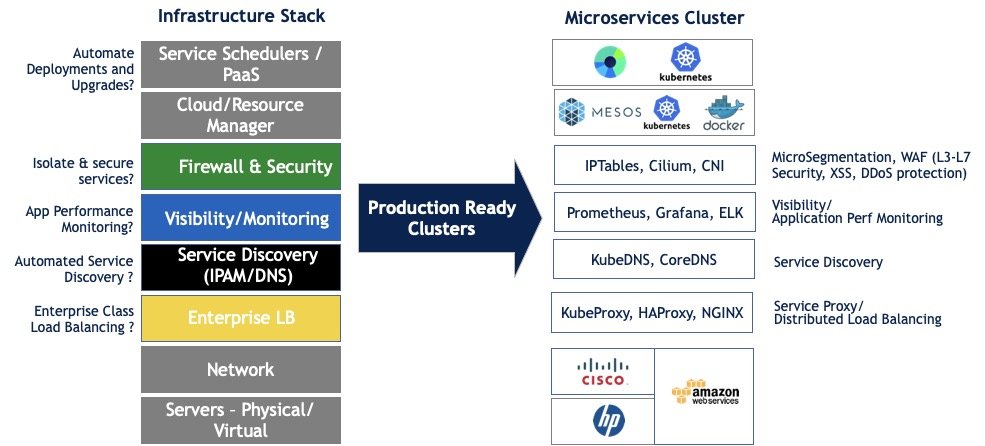 Infrastructure Stack
Microservices Cluster
Automate
Deployments and
Upgrades?
Service Schedulers /
PaaS
kubernetes
Cloud/Resource
Manager
MESOS
kubernetes
docker
Isolate & secure
services?
Firewall & Security
IPTables, Cilium, CNI
MicroSegmentation, WAF (L3-L7
Security, XSS, DDoS protection)
App Performance
Monitoring?
Visibility/Monitoring
Production Ready
Clusters
Prometheus, Grafana, ELK
Visibility/
Application Perf Monitoring
Automated Service
Discovery ?
Service Discovery
(IPAM/DNS)
KubeDNS, CoreDNS
Service Discovery
Enterprise Class
Load Balancing ?
Enterprise LB
KubeProxy, HAProxy, NGINX
Service Proxy/
Distributed Load Balancing
Network
CISCO
amazon
webservices
Servers - Physical/
Virtual
hp